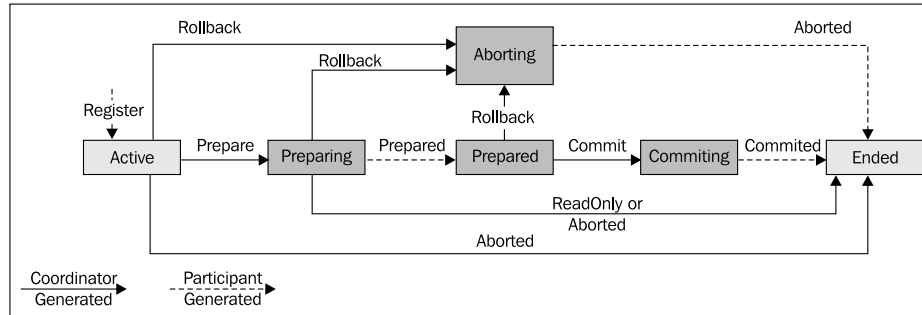 Rollback
Aborted
Rollback
Aborting
Register
Rollback
Active
Prepare
Preparing
Prepared
Prepared
Commit
Commiting
Commited
Ended
ReadOnly or
Aborted
Aborted
Coordinator
Generated
Participant
Generated